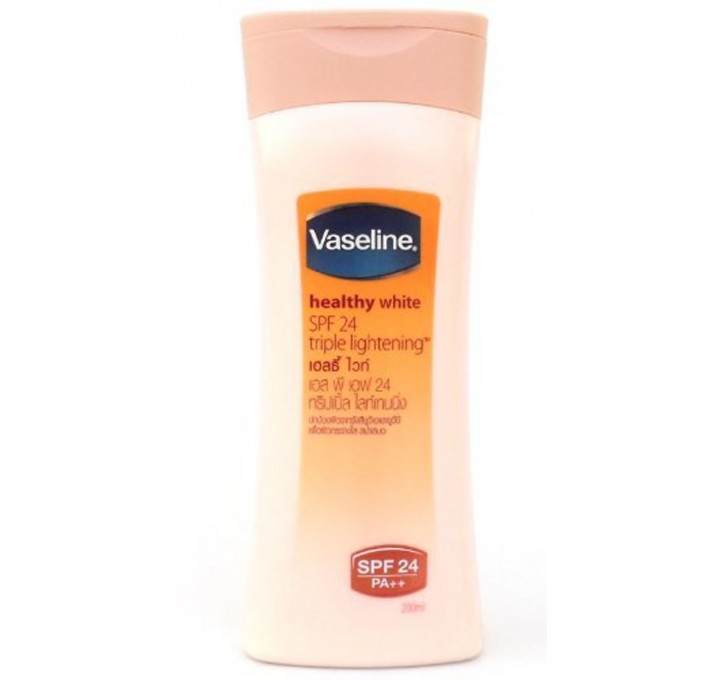 Vaseline®
healthy white
SPF 24
triple lightening™
เฮลธี้ ไวท์
เอส พี เอฟ 24
ทริปเปิ้ล ไลท์เทนนิ่ง
SPF 24
PA++
200ml